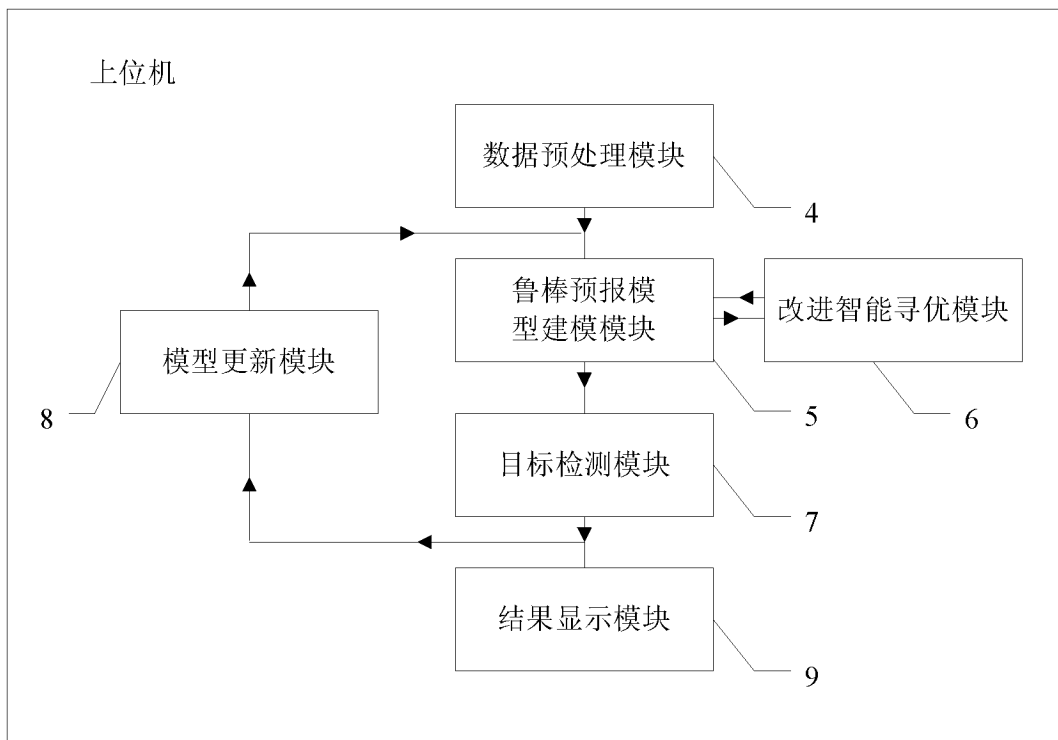 上位机
数据预处理模块
4
鲁棒预报模
型建模模块
改进智能寻优模块
模型更新模块
8
5
6
目标检测模块
7
结果显示模块
9